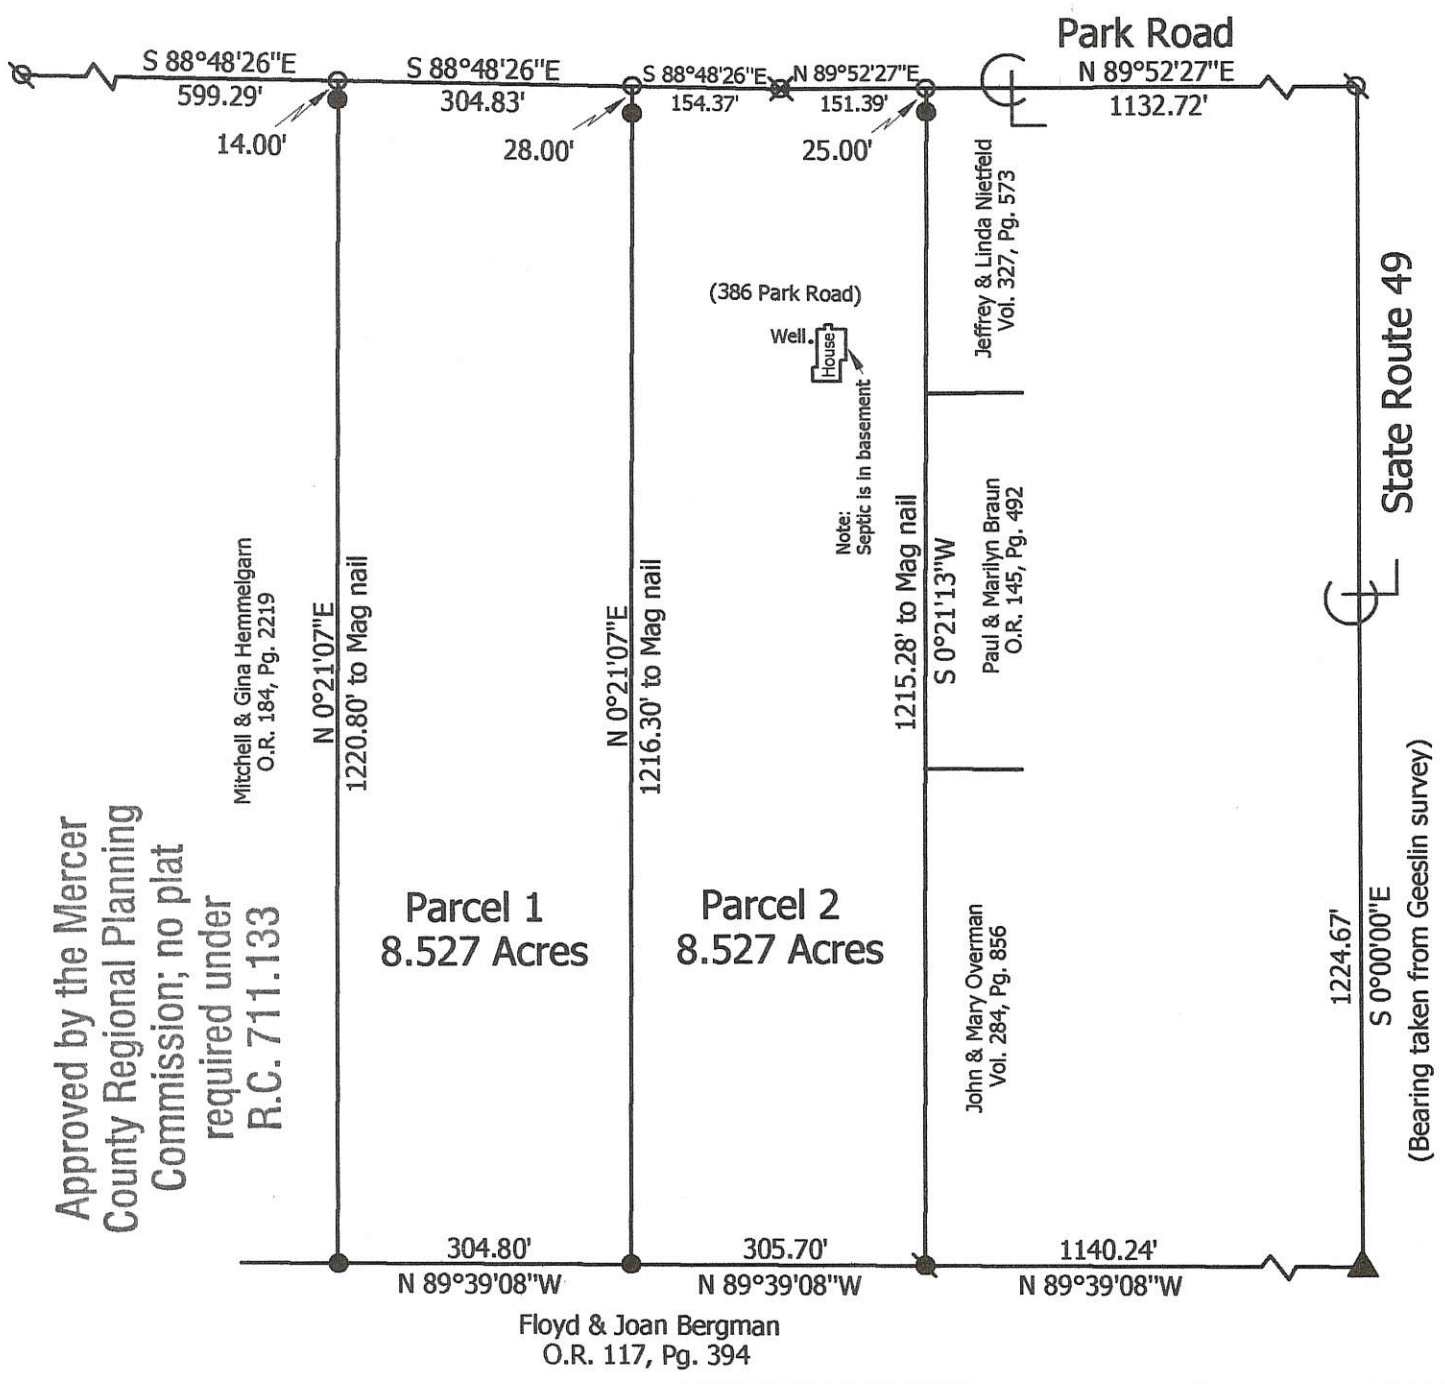 Park Road
S 88°48'26"E
599.29'
14.00'
S 88°48'26"E
304.83'
28.00'
S 88°48'26"E
154.37'
N 89°52'27"E
151.39'
25.00'
N 89°52'27"E
1132.72'
Jeffrey & Linda Nietfeld
Vol. 327, Pg. 573
(386 Park Road)
Well.
House
Note:
Septic is in basement
State Route 49
Mitchell & Gina Hemmelgarn
O.R. 184, Pg. 2219
N 0°21'07"E
1220.80' to Mag nail
N 0°21'07"E
1216.30' to Mag nail
1215.28' to Mag nail
S 0°21'13"W
Paul & Marilyn Braun
O.R. 145, Pg. 492
Approved by the Mercer
County Regional Planning
Commission; no plat
required under
R.C. 711.133
Parcel 1
8.527 Acres
Parcel 2
8.527 Acres
John & Mary Overman
Vol. 284, Pg. 856
1224.67'
S 0°00'00"E
(Bearing taken from Geeslin survey)
304.80'
N 89°39'08"W
305.70'
N 89°39'08"W
1140.24'
N 89°39'08"W
Floyd & Joan Bergman
O.R. 117, Pg. 394